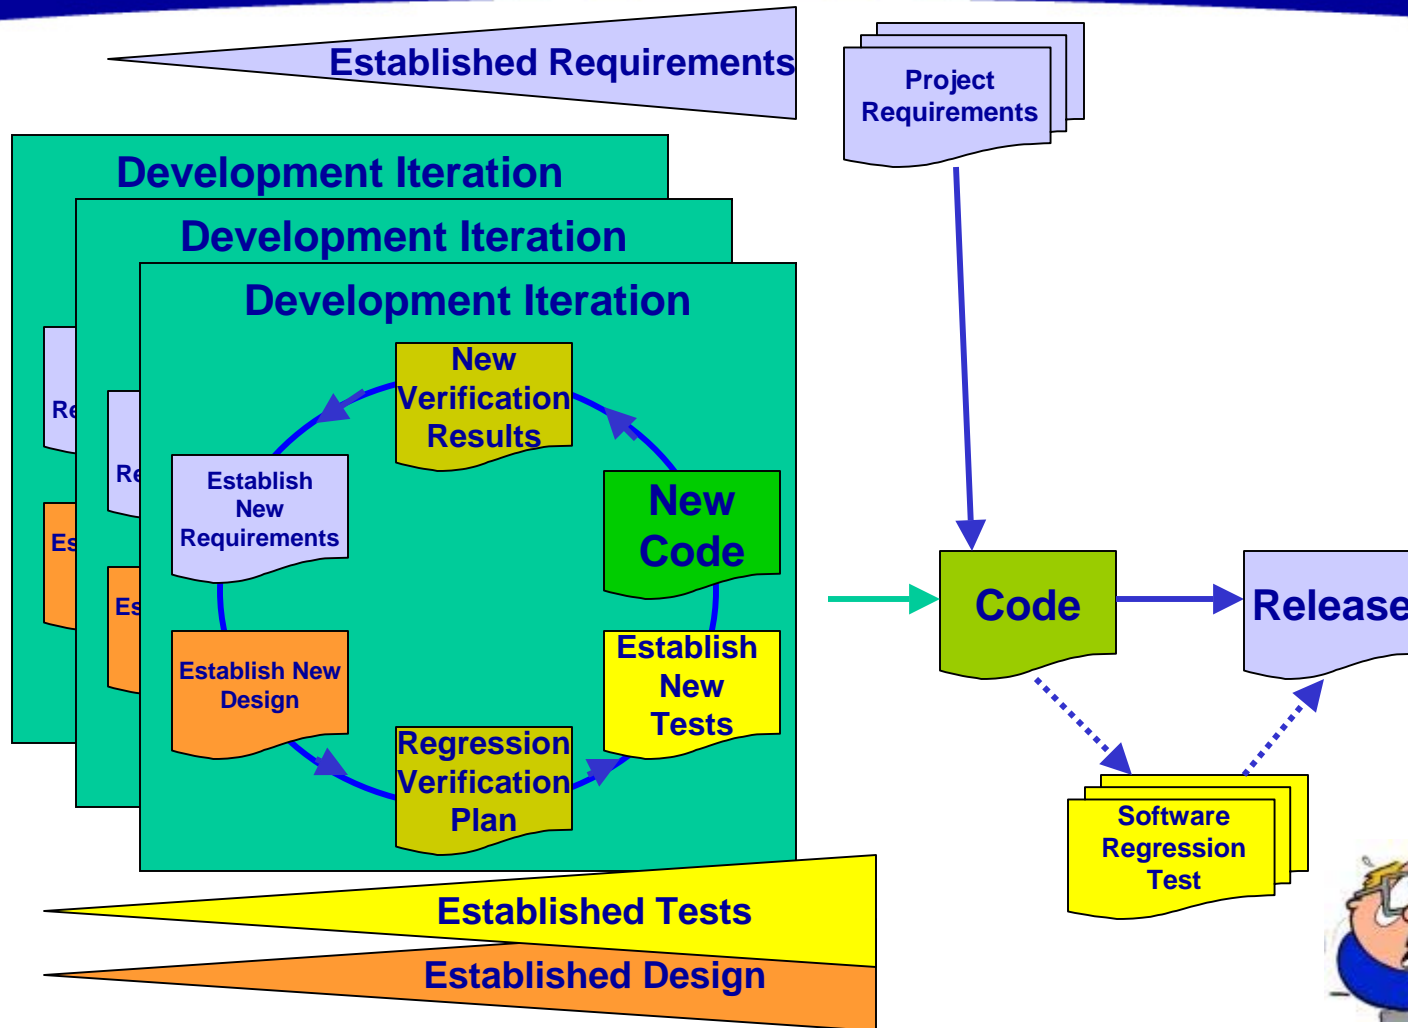 Established Requirements
Project
Requirements
Development Iteration
Development Iteration
Development Iteration
New
Verification
Results
Establish
New
Requirements
New
Code
Establish New
Design
Establish
New
Tests
Regression
Verification
Plan
Code
Release
Software
Regression
Test
Established Tests
Established Design